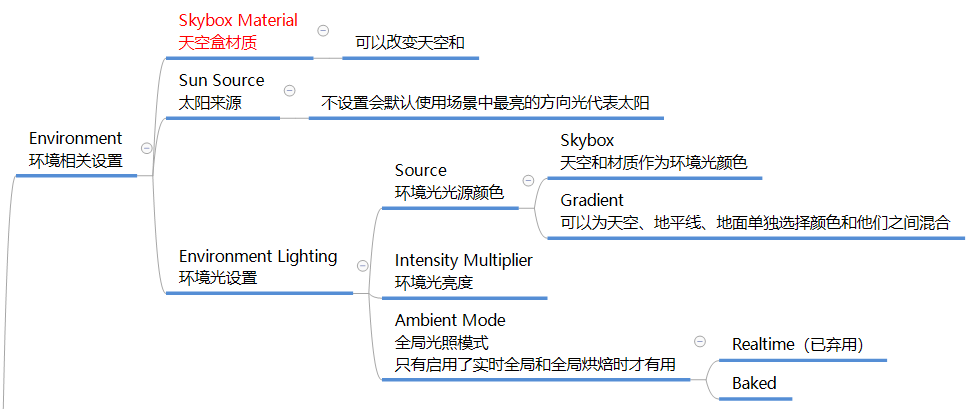 Skybox Material
天空盒材质
可以改变天空和
Sun Source
太阳来源
不设置会默认使用场景中最亮的方向光代表太阳
Environment
环境相关设置
Skybox
天空和材质作为环境光颜色
Source
环境光光源颜色
Gradient
可以为天空、地平线、地面单独选择颜色和他们之间混合
Environment Lighting
环境光设置
Intensity Multiplier
环境光亮度
Ambient Mode
全局光照模式
只有启用了实时全局和全局烘焙时才有用
Realtime（已弃用）
Baked